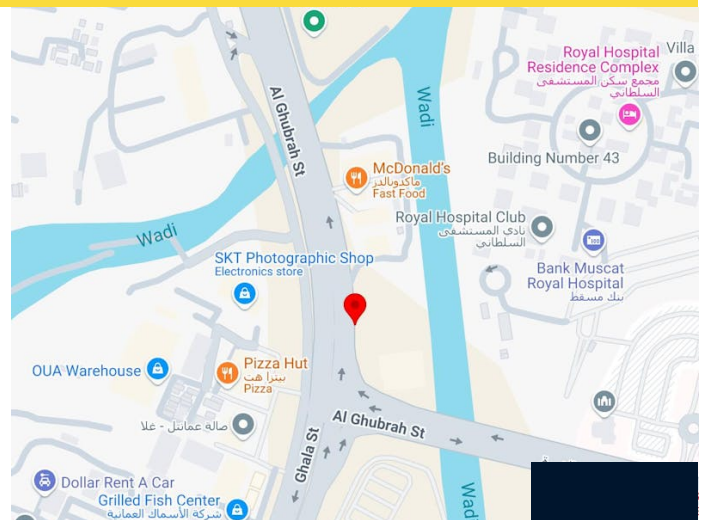 Royal Hospital
Residence Complex
مجمع سكن المستشفى
السلطاني
Villa
Al Ghubrah St
Wadi
Building Number 43
McDonald's
ماكدونالدز
Fast Food
Royal Hospital Club
نادي المستشفى
السلطاني
Wadi
SKT Photographic Shop
Electronics store
Bank Muscat
Royal Hospital
بنك مسقط
OUA Warehouse
Pizza Hut
بيتزا هت
Pizza
صالة عمانتل - غلا
Al Ghubrah St
Ghala St
Dollar Rent A Car
Grilled Fish Center
شركة الأسماك العمانية
Wad